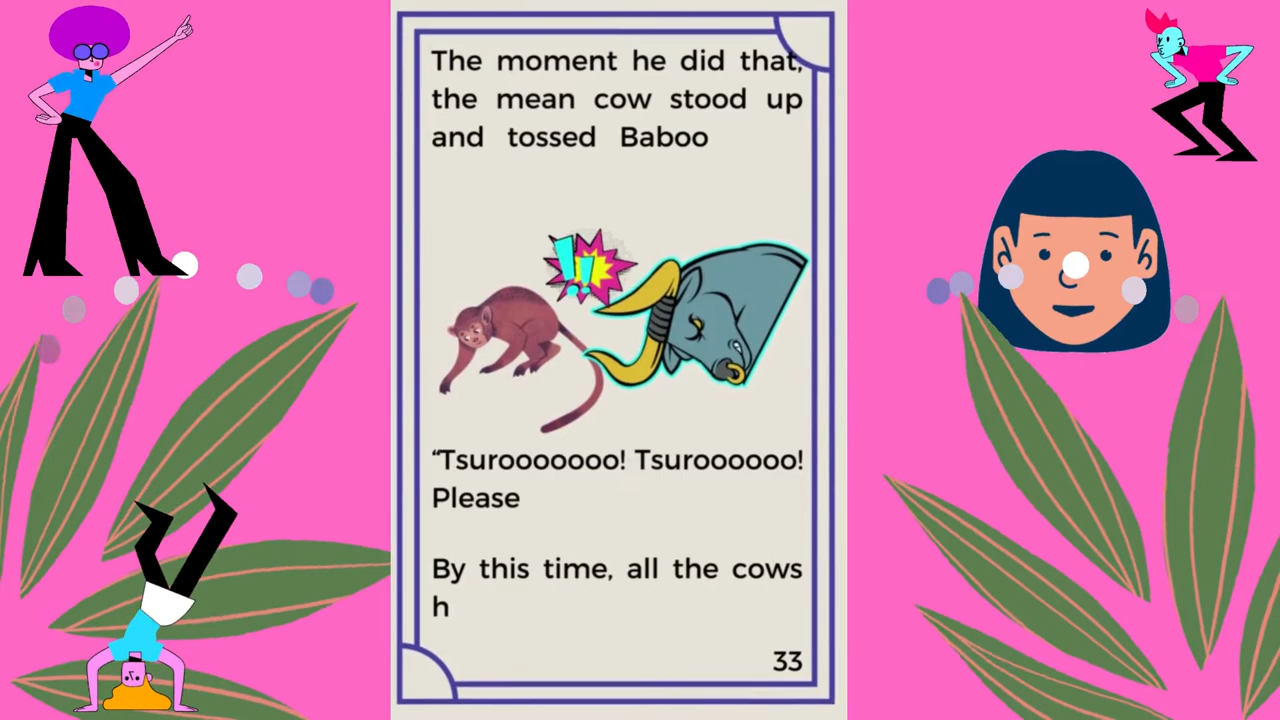 The moment he did that,
the mean cow stood up
and tossed Baboo
!!
“Tsurooooooo! Tsuroooooo!
Please
By this time, all the cows
h
33